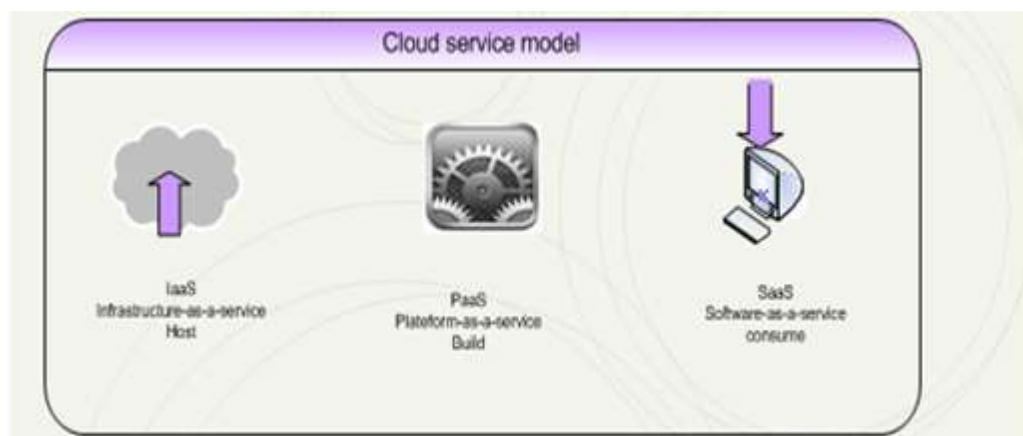 Cloud service model
IaaS
Infrastructure-as-a-service
Host
PaaS
Plateform-as-a-service
Build
SaaS
Software-as-a-service
consume